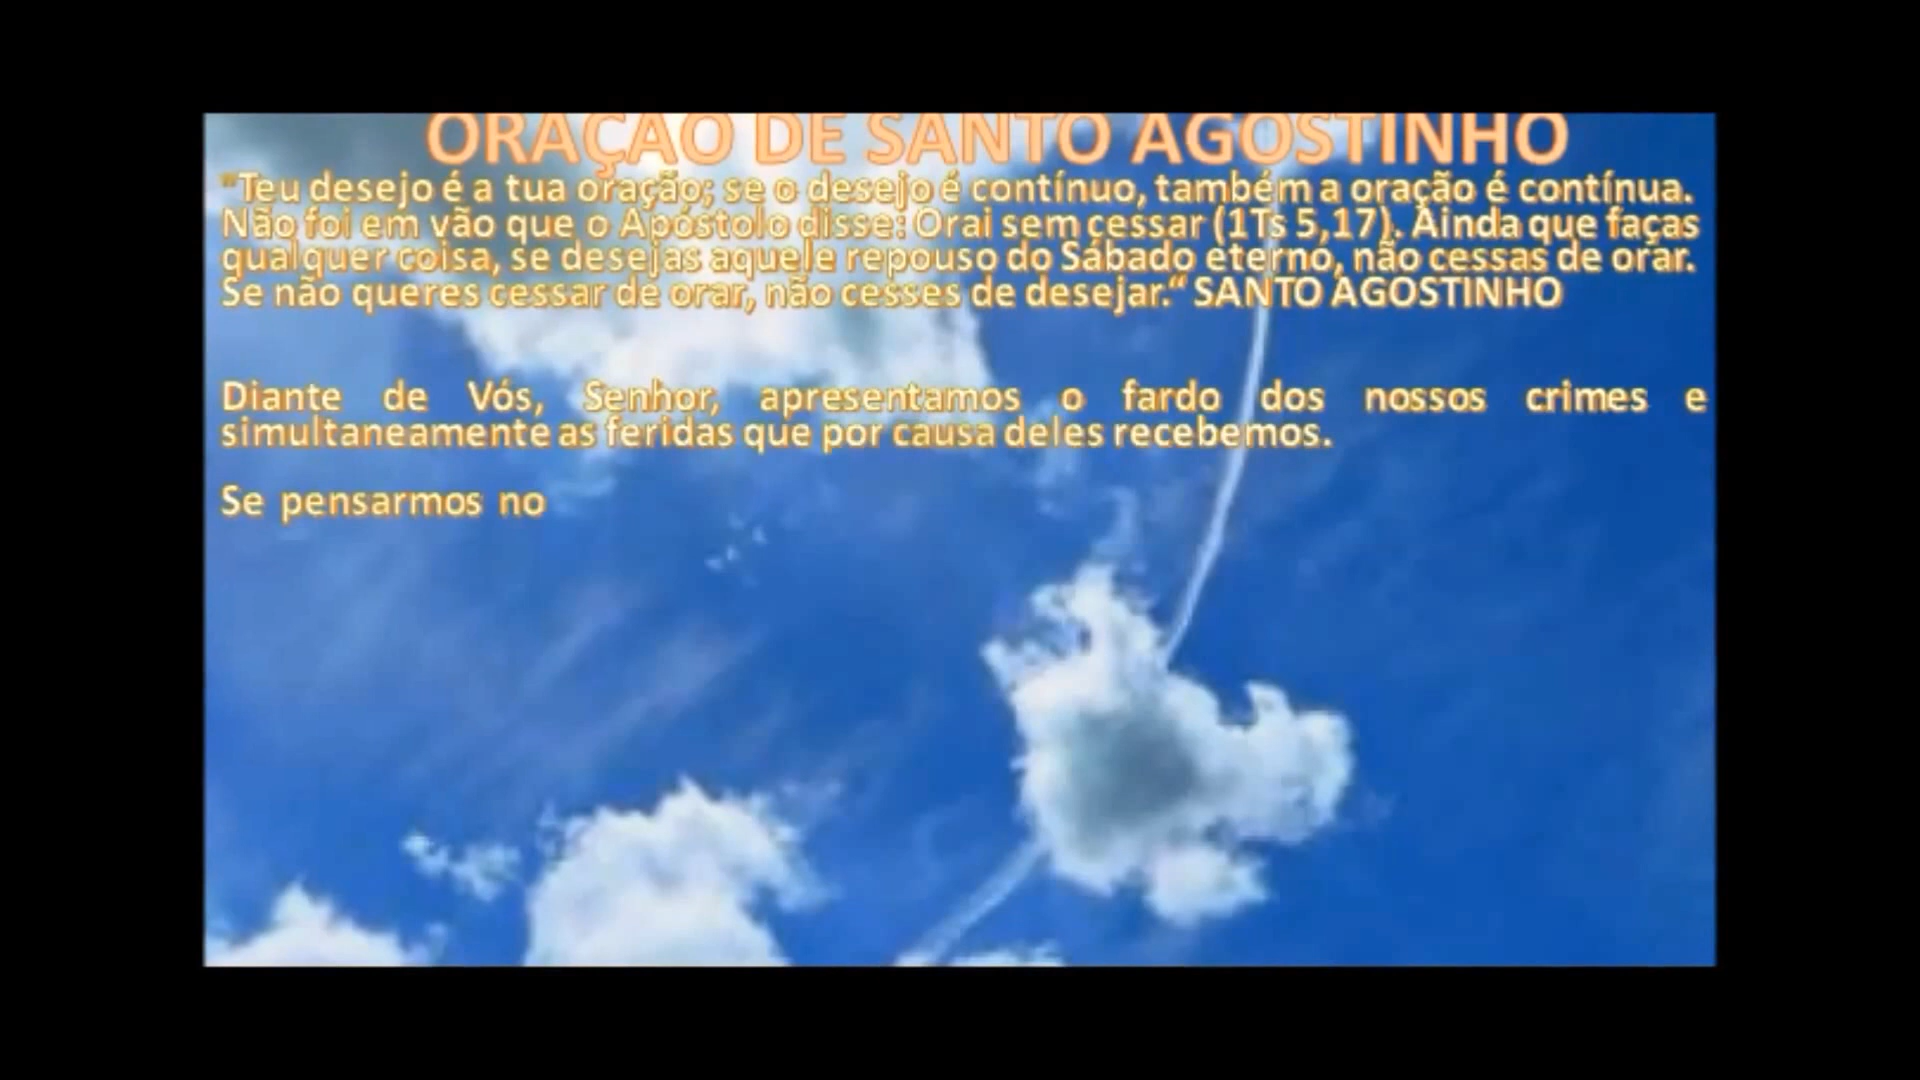 ORAÇÃO DE SANTO AGOSTINHO
"Teu desejo é a tua oração; se o desejo é contínuo, também a oração é contínua.
Não foi em vão que o Apóstolo disse: Orai sem cessar (1Ts 5,17). Ainda que faças
qualquer coisa, se desejas aquele repouso do Sábado eterno, não cessas de orar.
Se não queres cessar de orar, não cesses de desejar.“ SANTO AGOSTINHO
Diante de Vós, Senhor, apresentamos o fardo dos nossos crimes e
simultaneamente as feridas que por causa deles recebemos.
Se pensarmos no